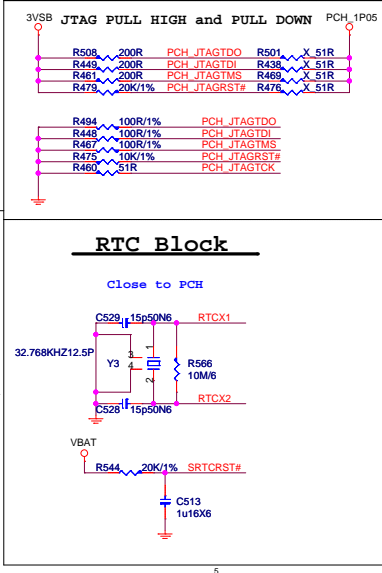 3VSB JTAG PULL HIGH and PULL DOWN PCH_1P05
R508 200R PCH_JTAGTDO R501 X_51R
R449 200R PCH_JTAGTDI R438 X_51R
R461 200R PCH_JTAGTMS R469 X_51R
R479 20K/1% PCH_JTAGRST# R476 X_51R
R494 100R/1% PCH_JTAGTDO
R448 100R/1% PCH_JTAGTDI
R467 100R/1% PCH_JTAGTMS
R475 10K/1% PCH_JTAGRST#
R460 51R PCH_JTAGTCK
RTC Block
Close to PCH
C529 15p50N6 RTCX1
32.768KHZ12.5P Y3 3 4 1 2 R566
10M/6
C528 15p50N6 RTCX2
VBAT
R544 20K/1% SRTCRST#
C513
1u16X6
5